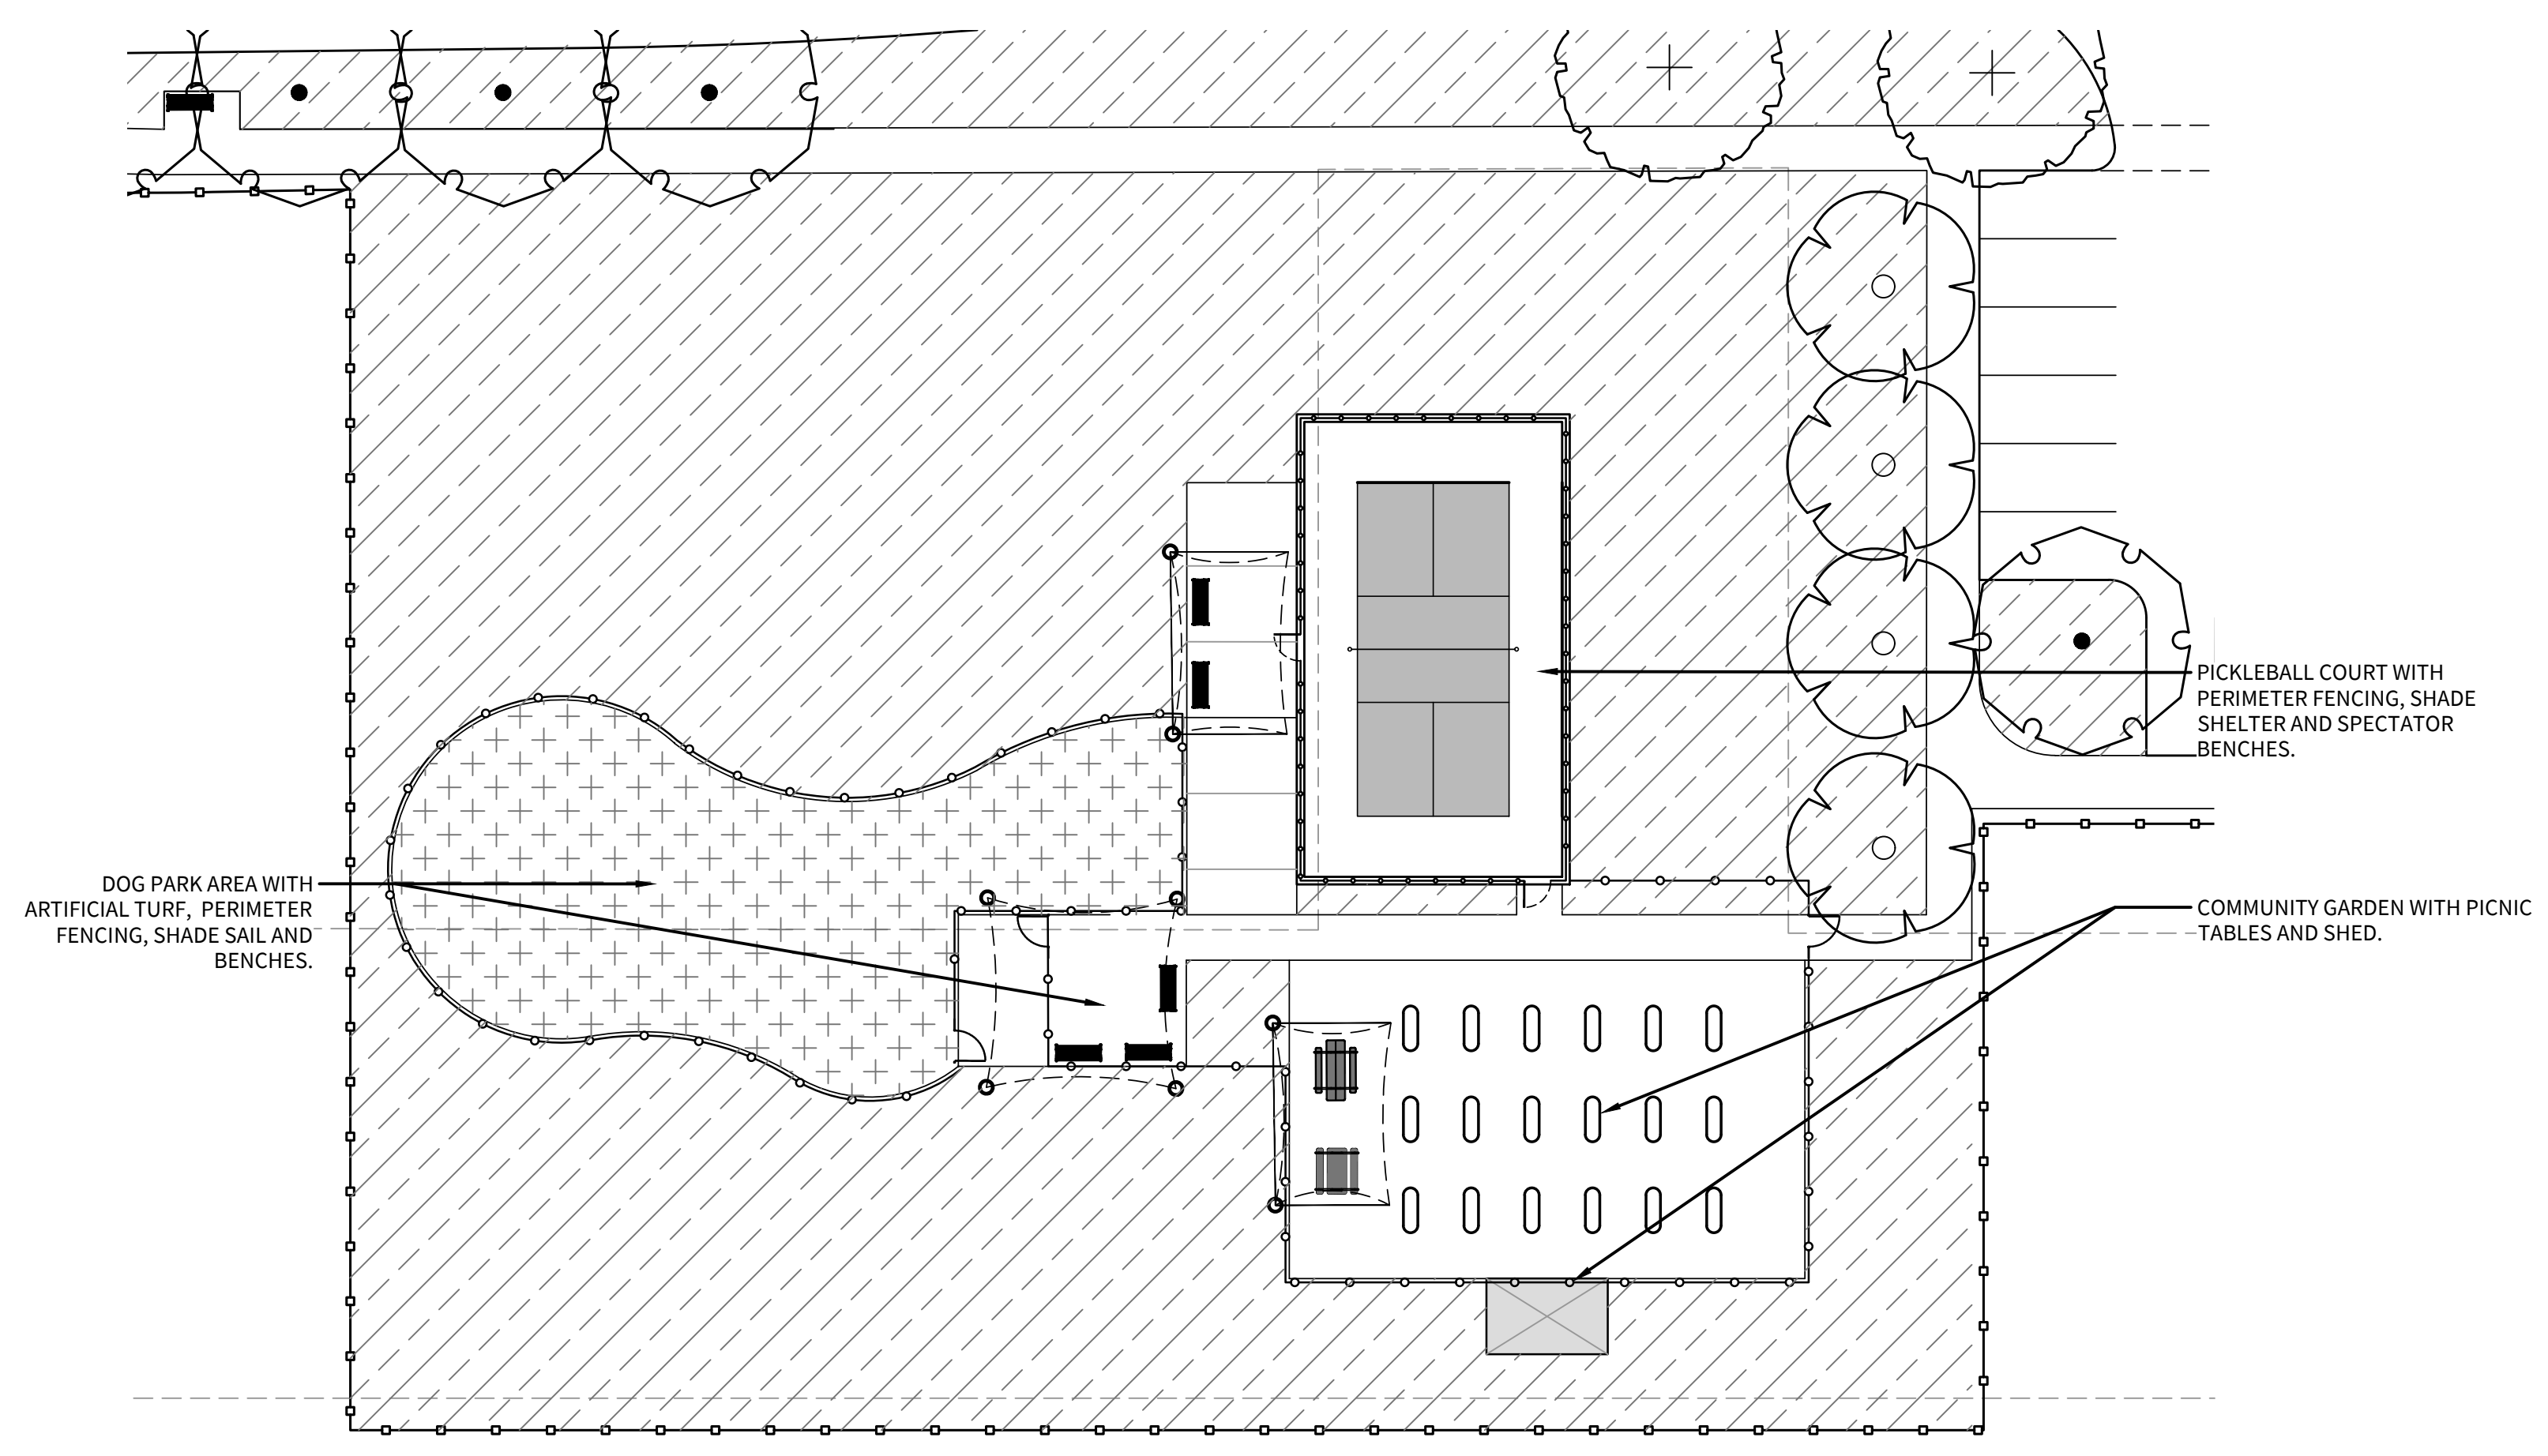 PICKLEBALL COURT WITH
PERIMETER FENCING, SHADE
SHELTER AND SPECTATOR
BENCHES.
DOG PARK AREA WITH
ARTIFICIAL TURF,  PERIMETER
FENCING, SHADE SAIL AND
BENCHES.
COMMUNITY GARDEN WITH PICNIC
TABLES AND SHED.